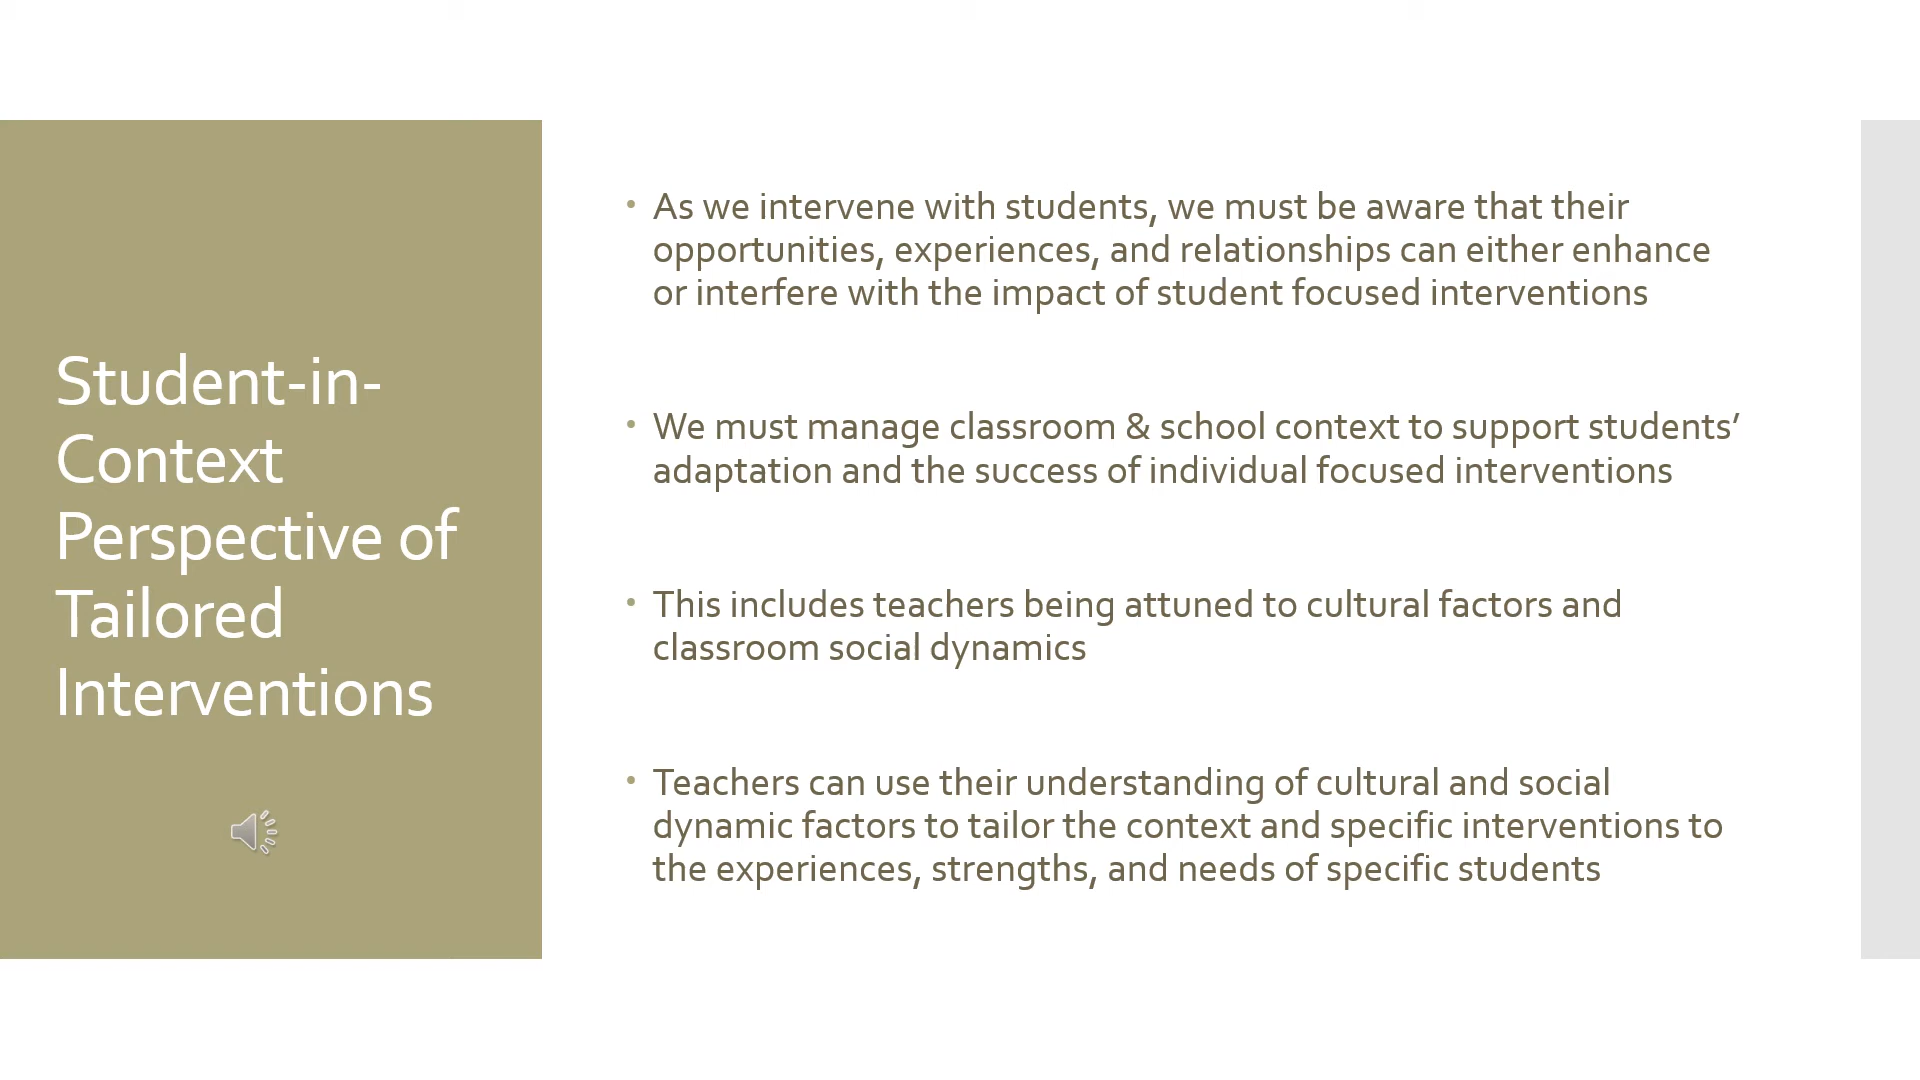 Student-in-
Context
Perspective of
Tailored
Interventions
• As we intervene with students, we must be aware that their
opportunities, experiences, and relationships can either enhance
or interfere with the impact of student focused interventions
• We must manage classroom & school context to support students’
adaptation and the success of individual focused interventions
• This includes teachers being attuned to cultural factors and
classroom social dynamics
• Teachers can use their understanding of cultural and social
dynamic factors to tailor the context and specific interventions to
the experiences, strengths, and needs of specific students